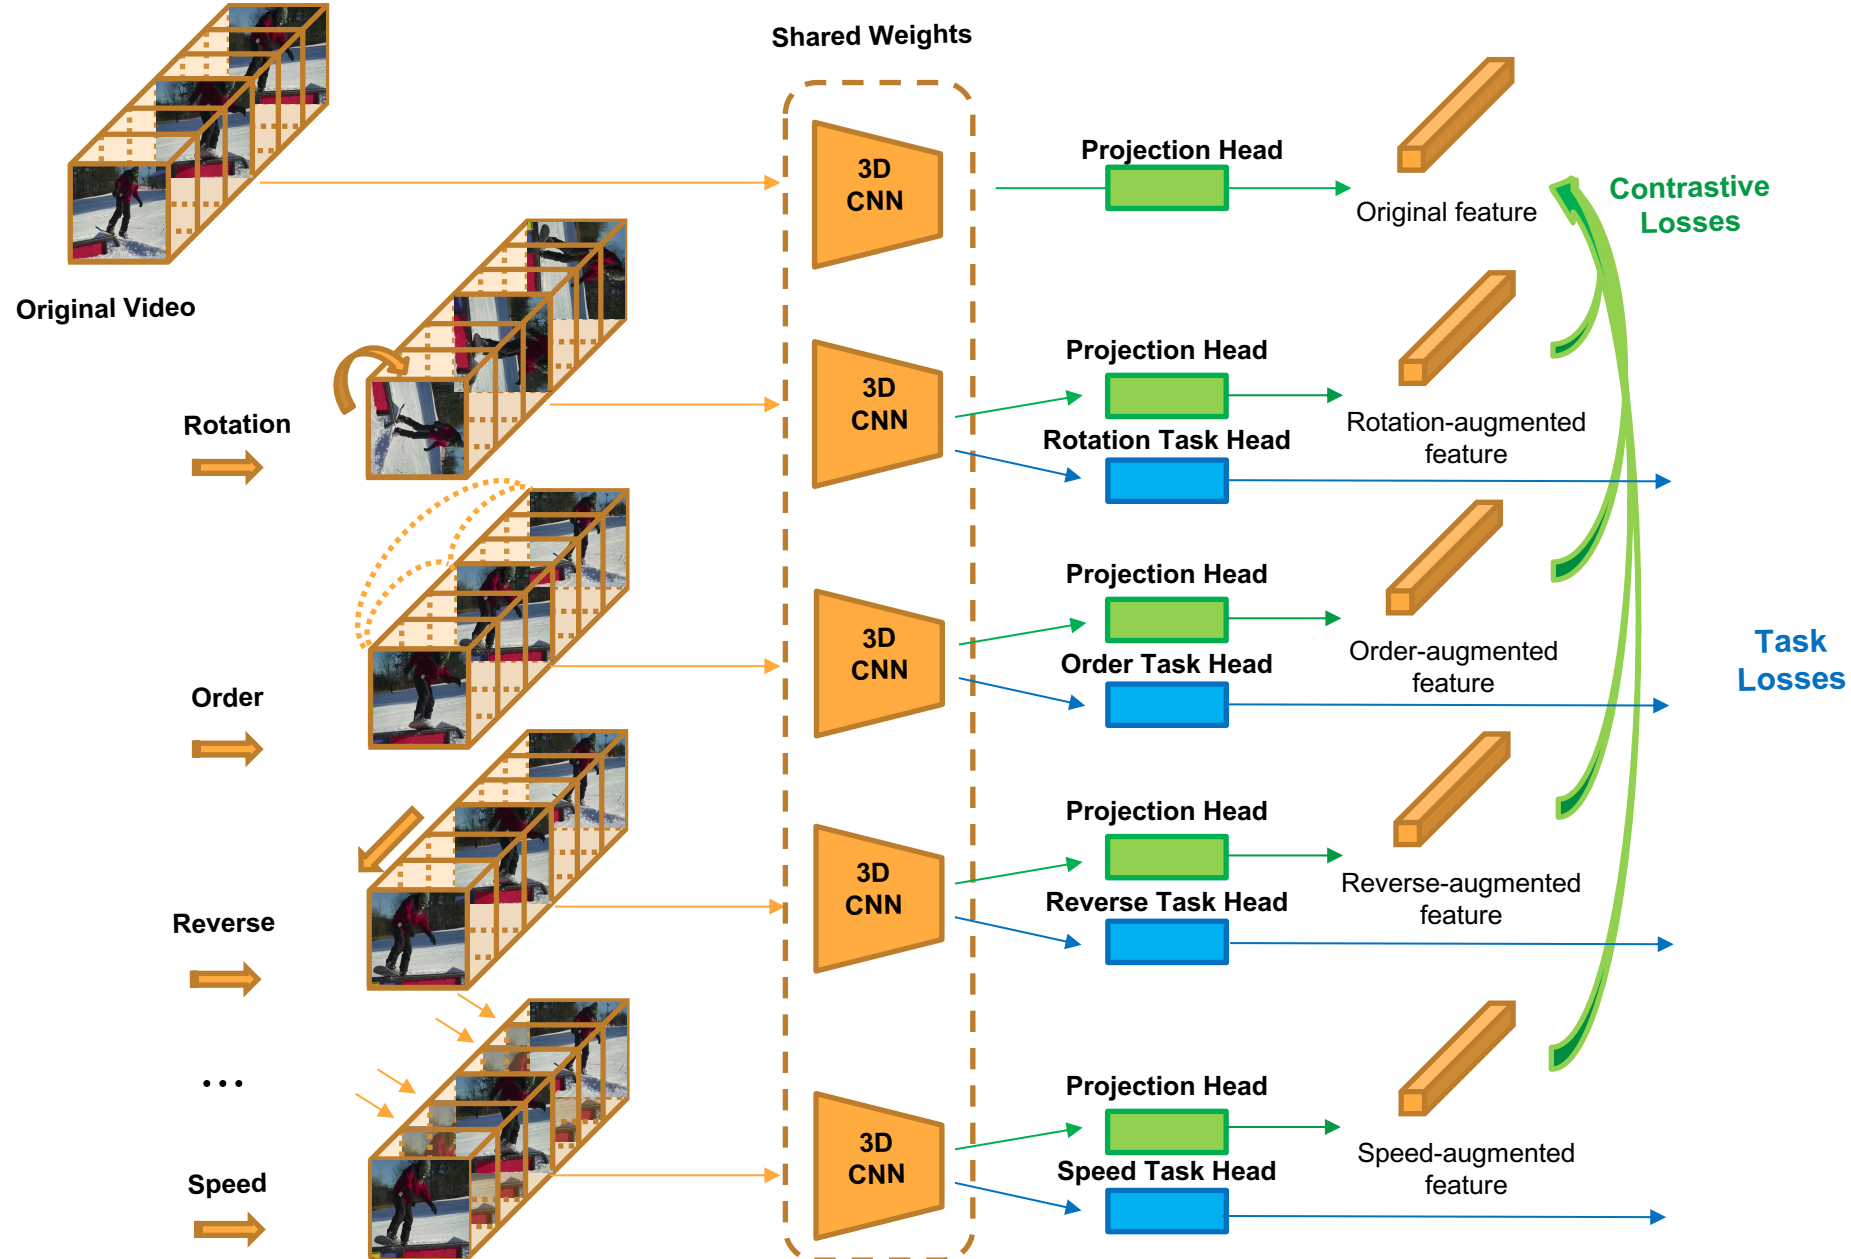 Shared Weights
3D
CNN
Projection Head
Original feature
Contrastive
Losses
Original Video
Rotation
3D
CNN
Projection Head
Rotation Task Head
Rotation-augmented
feature
Order
3D
CNN
Projection Head
Order Task Head
Order-augmented
feature
Task
Losses
Reverse
3D
CNN
Projection Head
Reverse Task Head
Reverse-augmented
feature
...
Speed
3D
CNN
Projection Head
Speed Task Head
Speed-augmented
feature